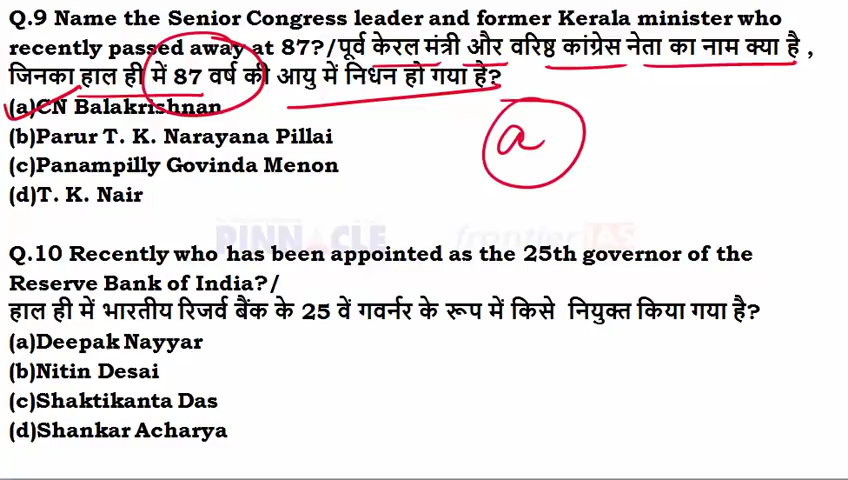 Q.9 Name the Senior Congress leader and former Kerala minister who
recently passed away at 87?/पूर्व केरल मंत्री और वरिष्ठ कांग्रेस नेता का नाम क्या है ,
जिनका हाल ही में 87 वर्ष की आयु में निधन हो गया है?
(a)CN Balakrishnan
(b)Parur T. K. Narayana Pillai
a
(c)Panampilly Govinda Menon
(d)T. K. Nair
PINNACLE frontier IAS
Q.10 Recently who has been appointed as the 25th governor of the
Reserve Bank of India?/
हाल ही में भारतीय रिजर्व बैंक के 25 वें गवर्नर के रूप में किसे नियुक्त किया गया है?
(a)Deepak Nayyar
(b)Nitin Desai
(c)Shaktikanta Das
(d)Shankar Acharya